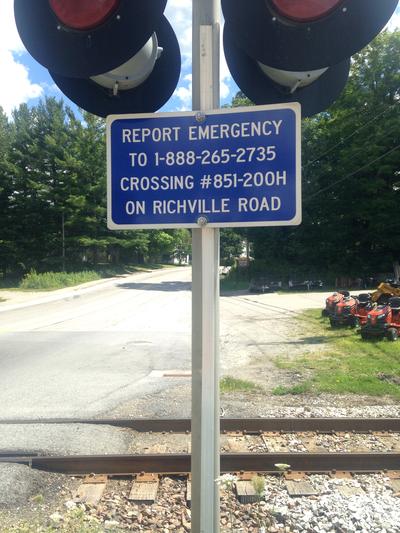 REPORT EMERGENCY
TO 1-888-265-2735
CROSSING #851-200H
ON RICHVILLE ROAD